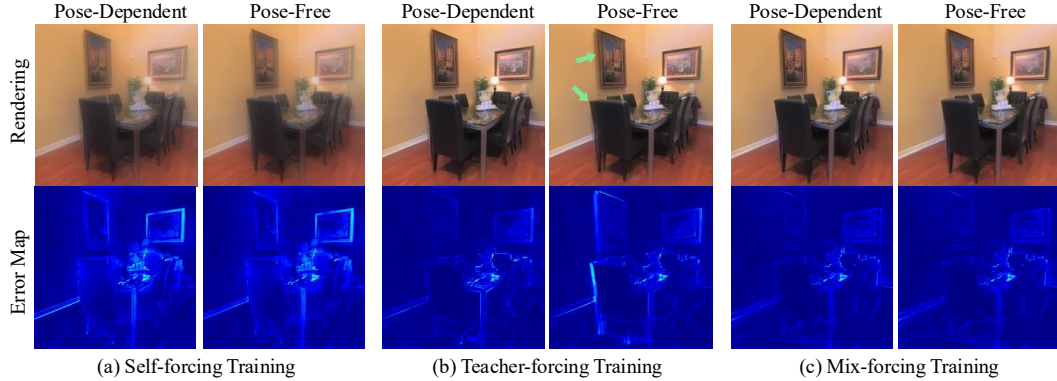 Pose-Dependent Pose-Free Pose-Dependent Pose-Free Pose-Dependent Pose-Free
Rendering
Error Map
(a) Self-forcing Training (b) Teacher-forcing Training (c) Mix-forcing Training